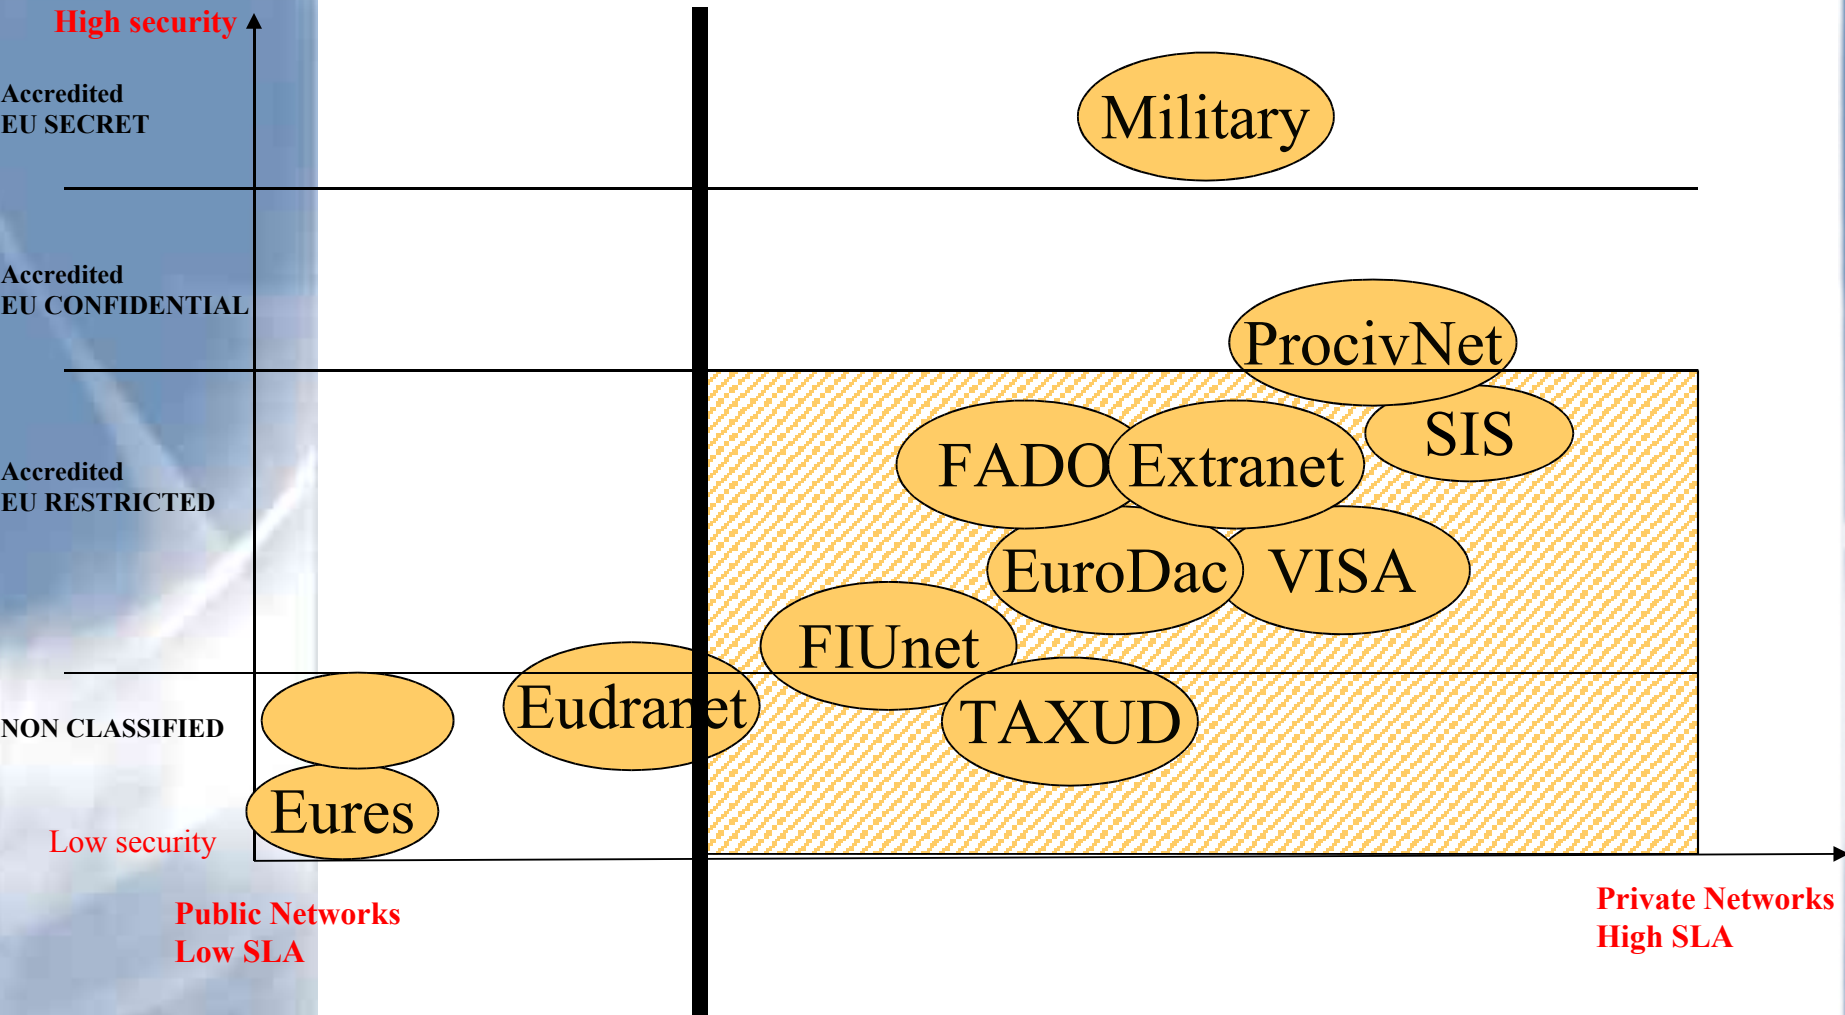 High security
Accredited
EU SECRET
Military
Accredited
EU CONFIDENTIAL
ProcivNet
SIS
Accredited
EU RESTRICTED
FADO
Extranet
EuroDac
VISA
FIUnet
NON CLASSIFIED
Eudranet
TAXUD
Eures
Low security
Public Networks
Low SLA
Private Networks
High SLA